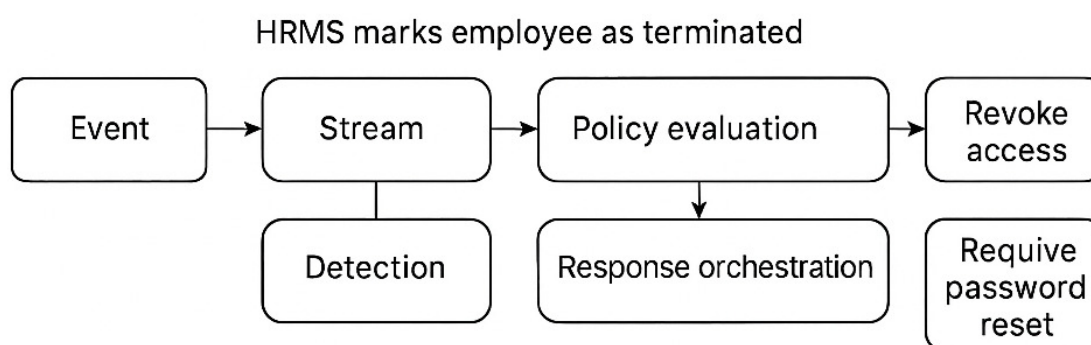 HRMS marks employee as terminated
Event
Stream
Policy evaluation
Revoke
access
Detection
Response orchestration
Requive
password
reset